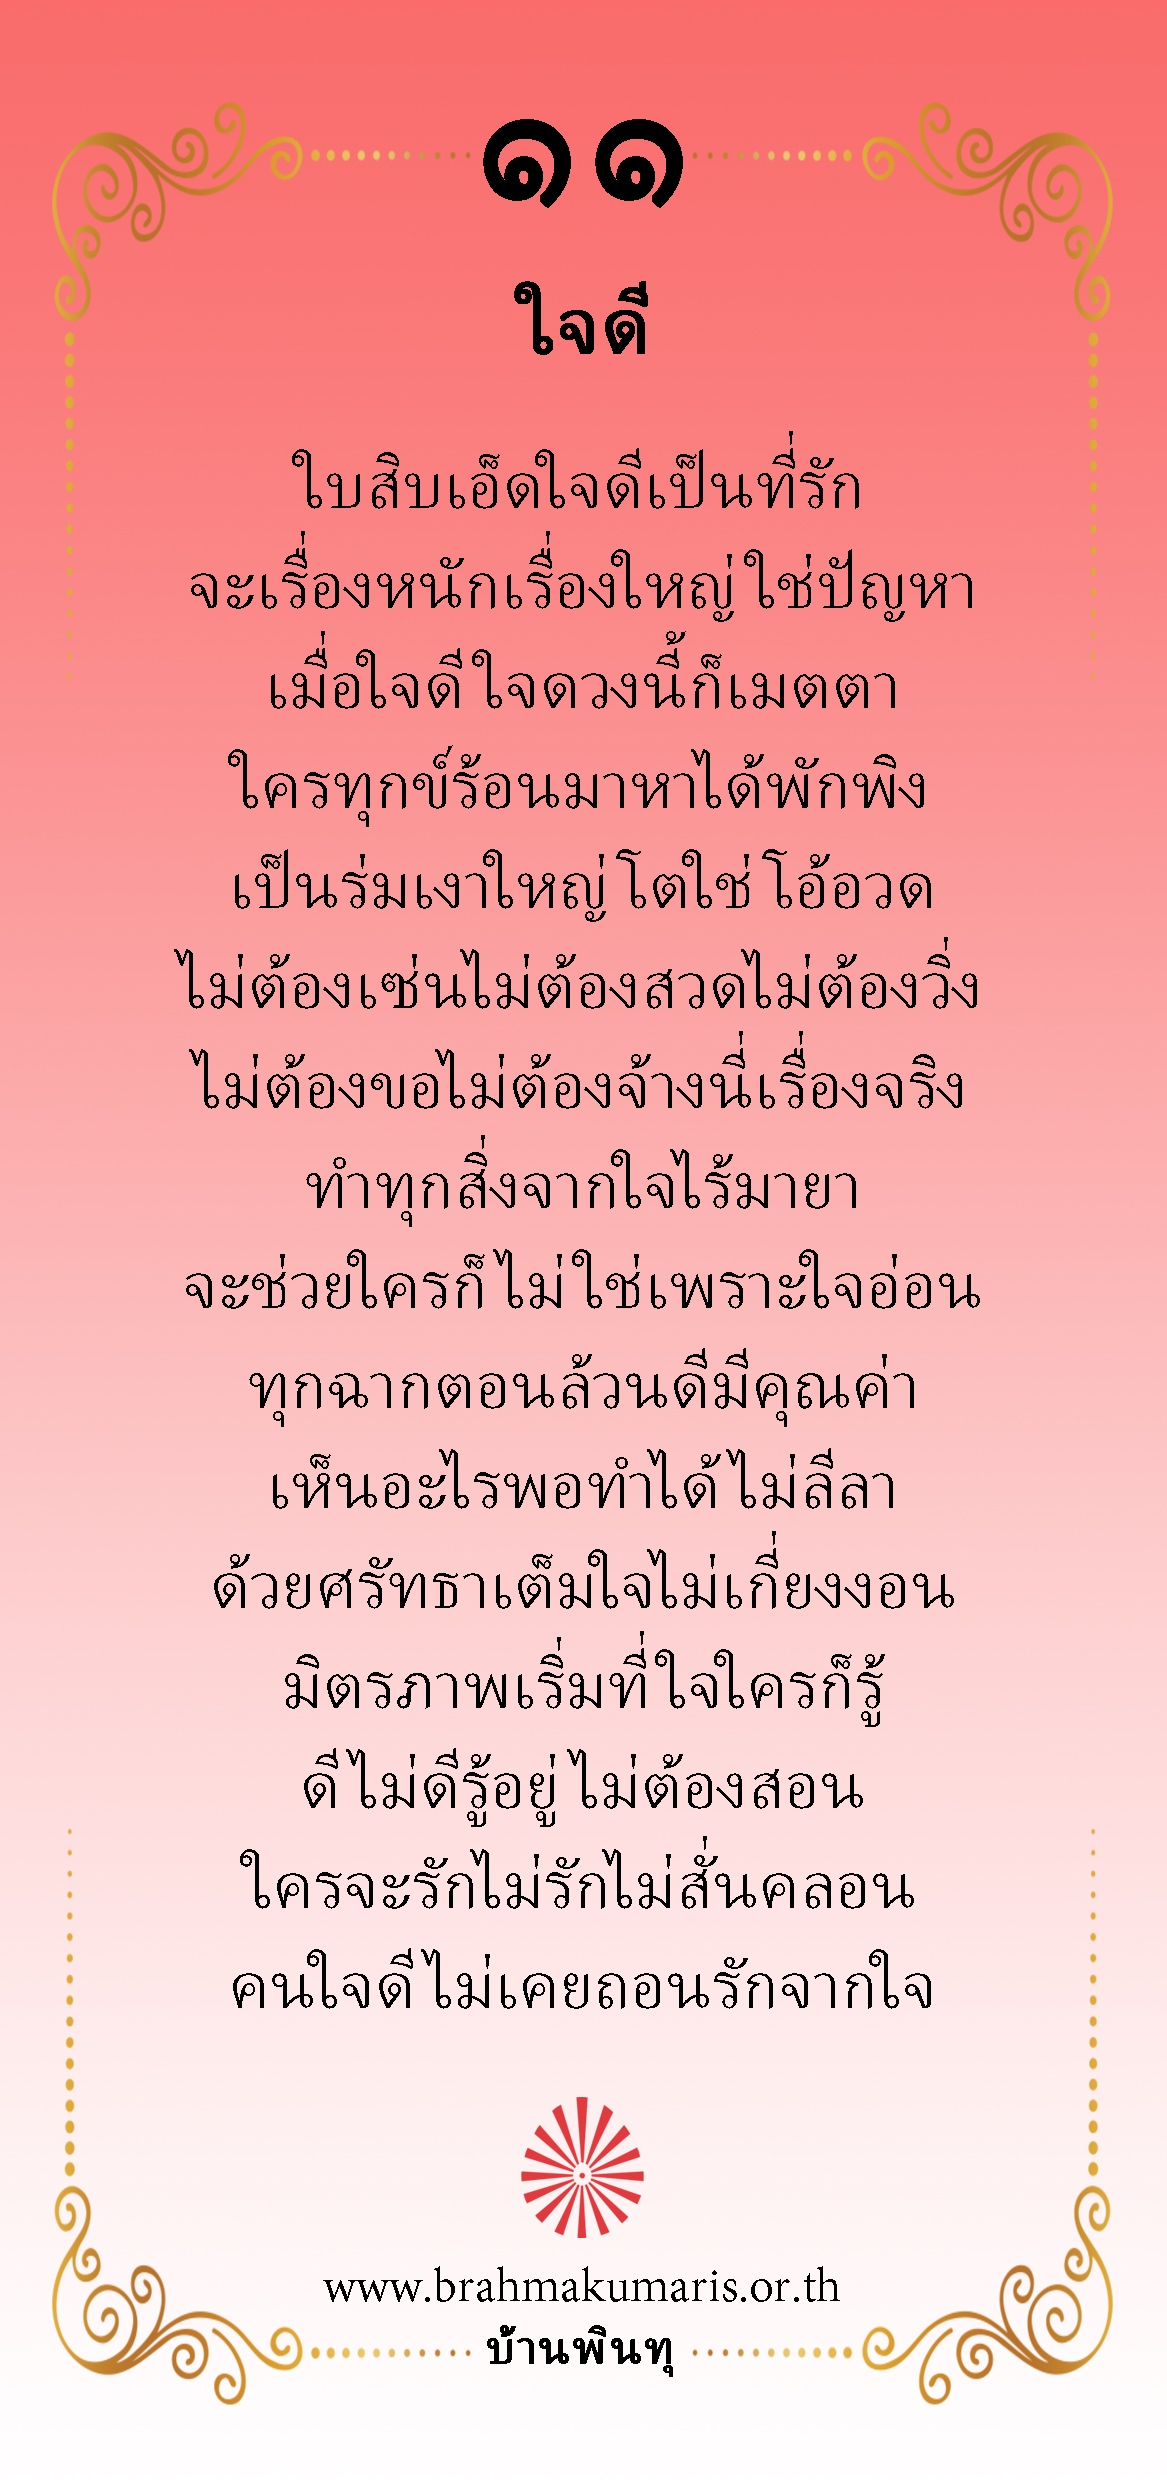 ๑๑
ใจดี
ใบสิบเอ็ดใจดีเป็นที่รัก
จะเรื่องหนักเรื่องใหญ่ใช่ปัญหา
เมื่อใจดีใจดวงนี้ก็เมตตา
ใครทุกข์ร้อนมาหาได้พักพิง
เป็นร่มเงาใหญ่โตใช่โอ้อวด
ไม่ต้องเซ่นไม่ต้องสวดไม่ต้องวิ่ง
ไม่ต้องขอไม่ต้องจ้างนี่เรื่องจริง
ทำทุกสิ่งจากใจไร้มายา
จะช่วยใครก็ไม่ใช่เพราะใจอ่อน
ทุกฉากตอนล้วนดีมีคุณค่า
เห็นอะไรพอทำได้ไม่ลีลา
ด้วยศรัทธาเต็มใจไม่เกี่ยงงอน
มิตรภาพเริ่มที่ใจใครก็รู้
ดีไม่ดีรู้อยู่ไม่ต้องสอน
ใครจะรักไม่รักไม่สั่นคลอน
คนใจดีไม่เคยถอนรักจากใจ
www.brahmakumaris.or.th
บ้านพินทุ